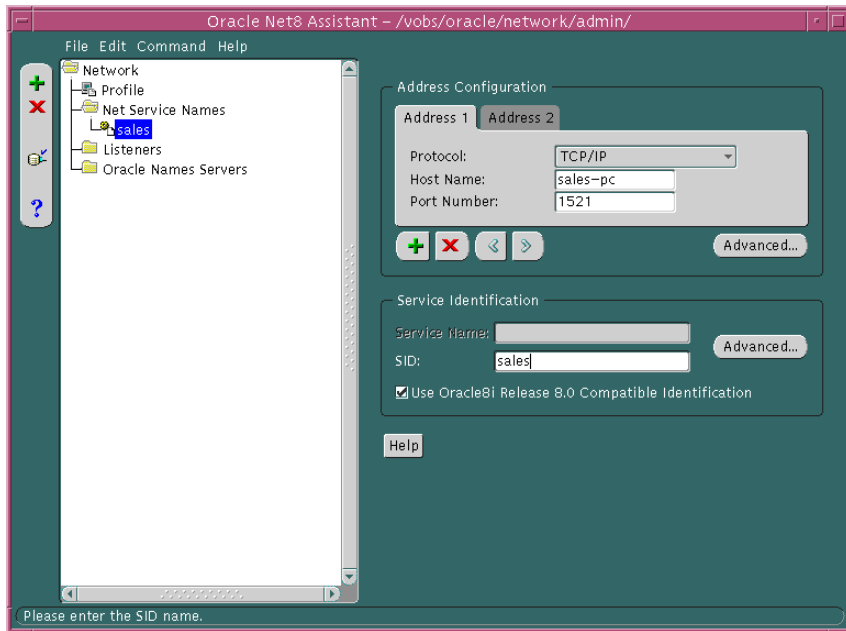 Oracle Net8 Assistant – /vobs/oracle/network/admin/
File Edit Command Help
Network
Profile
Net Service Names
sales
Listeners
Oracle Names Servers
?
Address Configuration
Address 1 Address 2
Protocol: TCP/IP
Host Name: sales-pc
Port Number: 1521
Advanced...
Service Identification
Service Name:
SID: sales
Advanced...
Use Oracle8i Release 8.0 Compatible Identification
Help
Please enter the SID name.